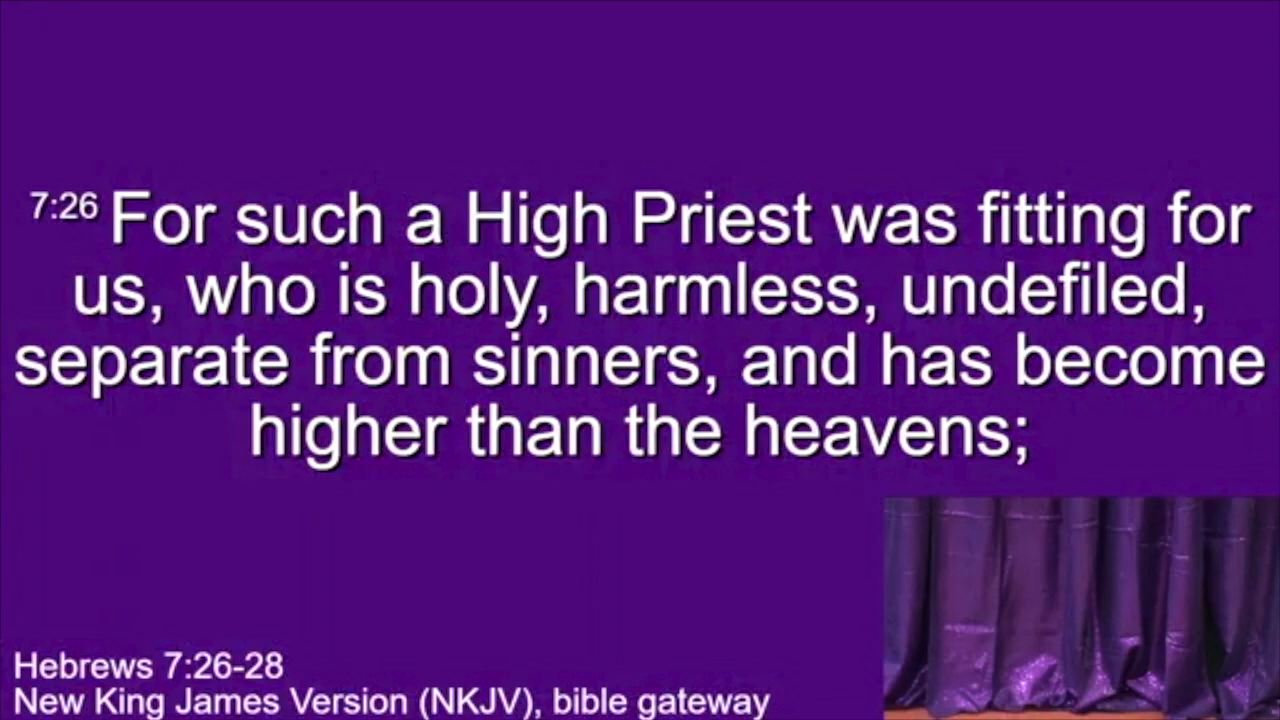 7:26 For such a High Priest was fitting for
us, who is holy, harmless, undefiled,
separate from sinners, and has become
higher than the heavens;
Hebrews 7:26-28
New King James Version (NKJV), bible gateway